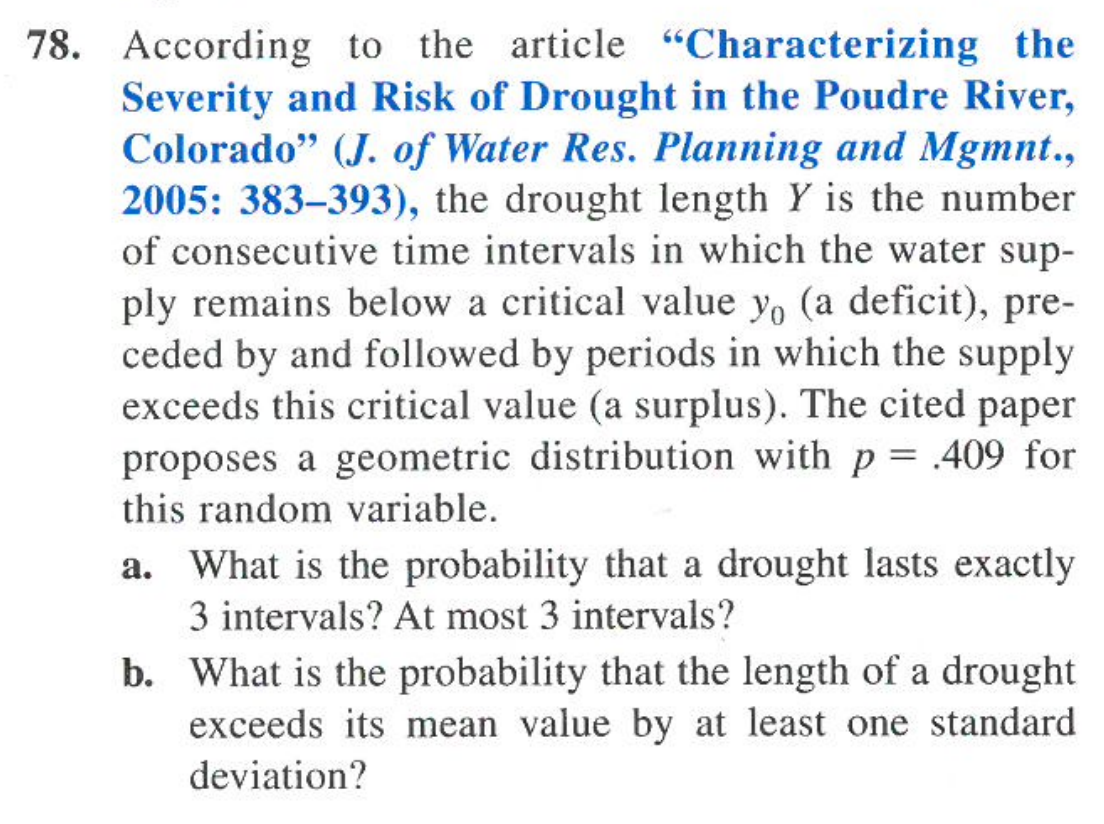 78. According to the article “Characterizing the
Severity and Risk of Drought in the Poudre River,
Colorado” (J. of Water Res. Planning and Mgmnt.,
2005: 383–393), the drought length Y is the number
of consecutive time intervals in which the water sup-
ply remains below a critical value y₀ (a deficit), pre-
ceded by and followed by periods in which the supply
exceeds this critical value (a surplus). The cited paper
proposes a geometric distribution with p = .409 for
this random variable.
a. What is the probability that a drought lasts exactly
3 intervals? At most 3 intervals?
b. What is the probability that the length of a drought
exceeds its mean value by at least one standard
deviation?